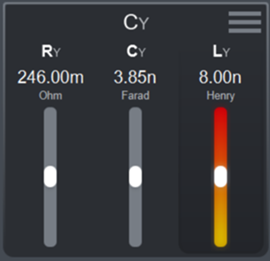 CY
RY CY LY
246.00m 3.85n 8.00n
Ohm Farad Henry